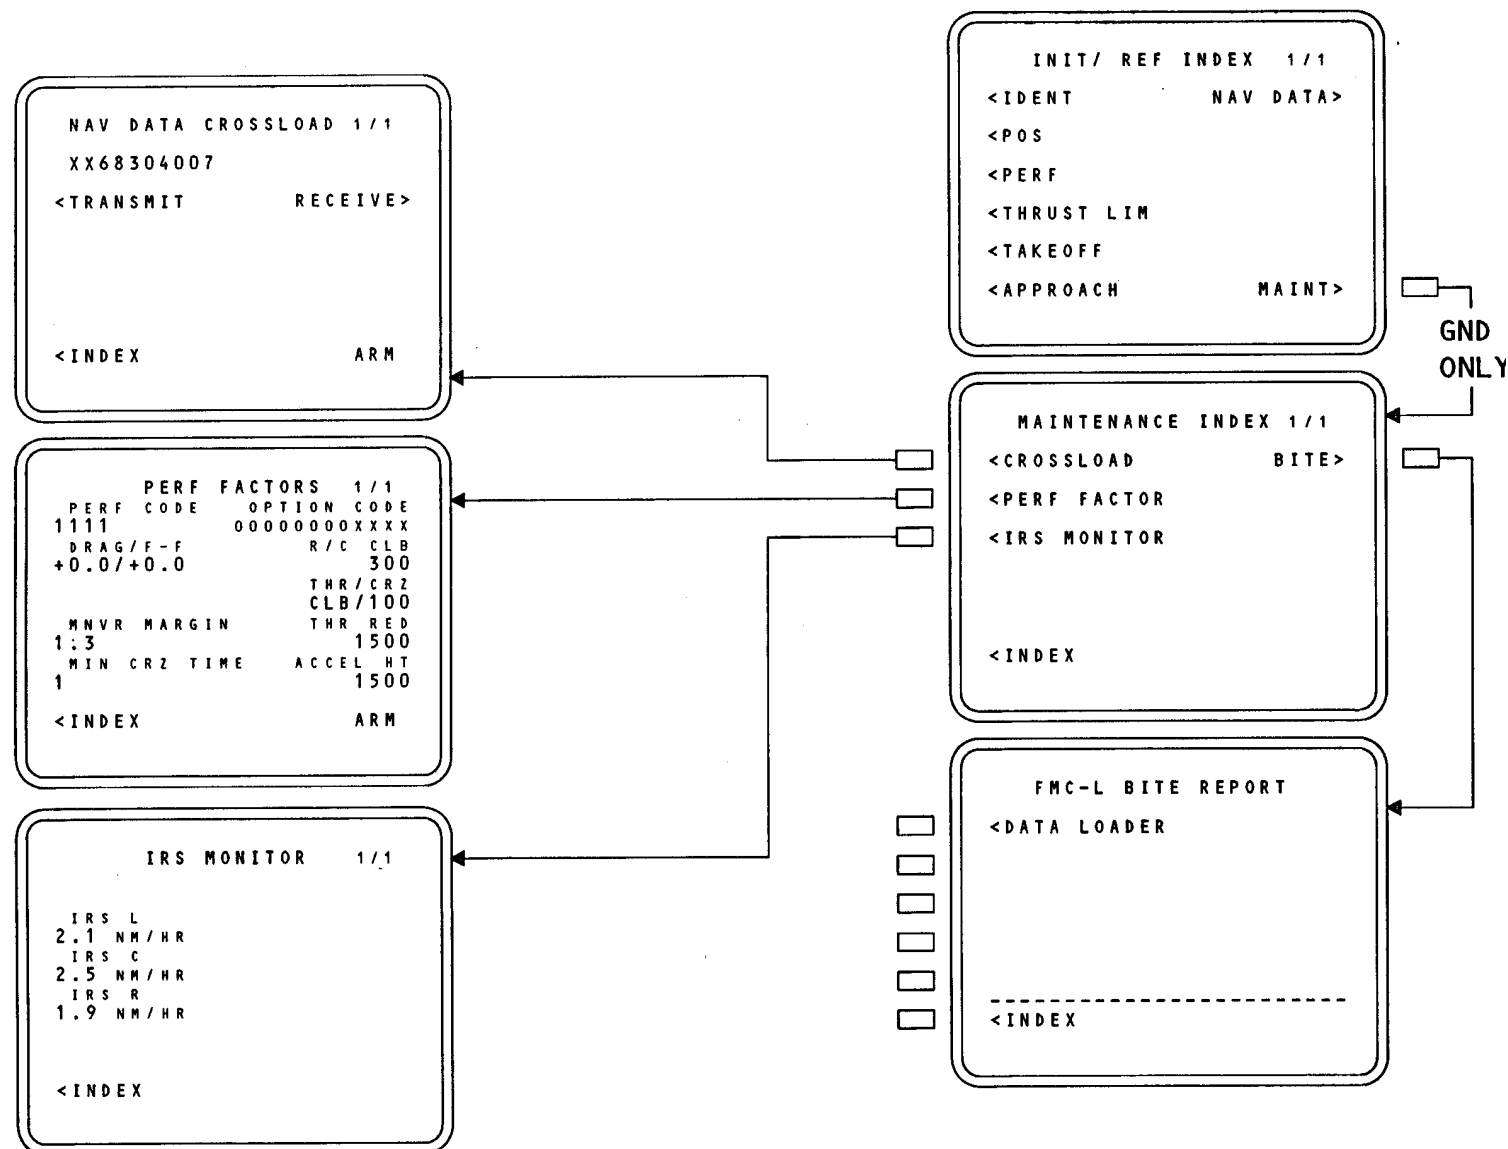 NAV DATA CROSSLOAD 1/1
XX68304007
<TRANSMIT RECEIVE>
<INDEX ARM
PERF FACTORS 1/1
PERF CODE OPTION CODE
1111 00000000XXXX
DRAG/F-F R/C CLB
+0.0/+0.0 300
THR/CRZ
CLB/100
MNVR MARGIN THR RED
1:3 1500
MIN CRZ TIME ACCEL HT
1 1500
<INDEX ARM
IRS MONITOR 1/1
IRS L
2.1 NM/HR
IRS C
2.5 NM/HR
IRS R
1.9 NM/HR
<INDEX
INIT/ REF INDEX 1/1
<IDENT NAV DATA>
<POS
<PERF
<THRUST LIM
<TAKEOFF
<APPROACH MAINT>
GND
ONLY
MAINTENANCE INDEX 1/1
<CROSSLOAD BITE>
<PERF FACTOR
<IRS MONITOR
<INDEX
FMC-L BITE REPORT
<DATA LOADER
------------------------
<INDEX